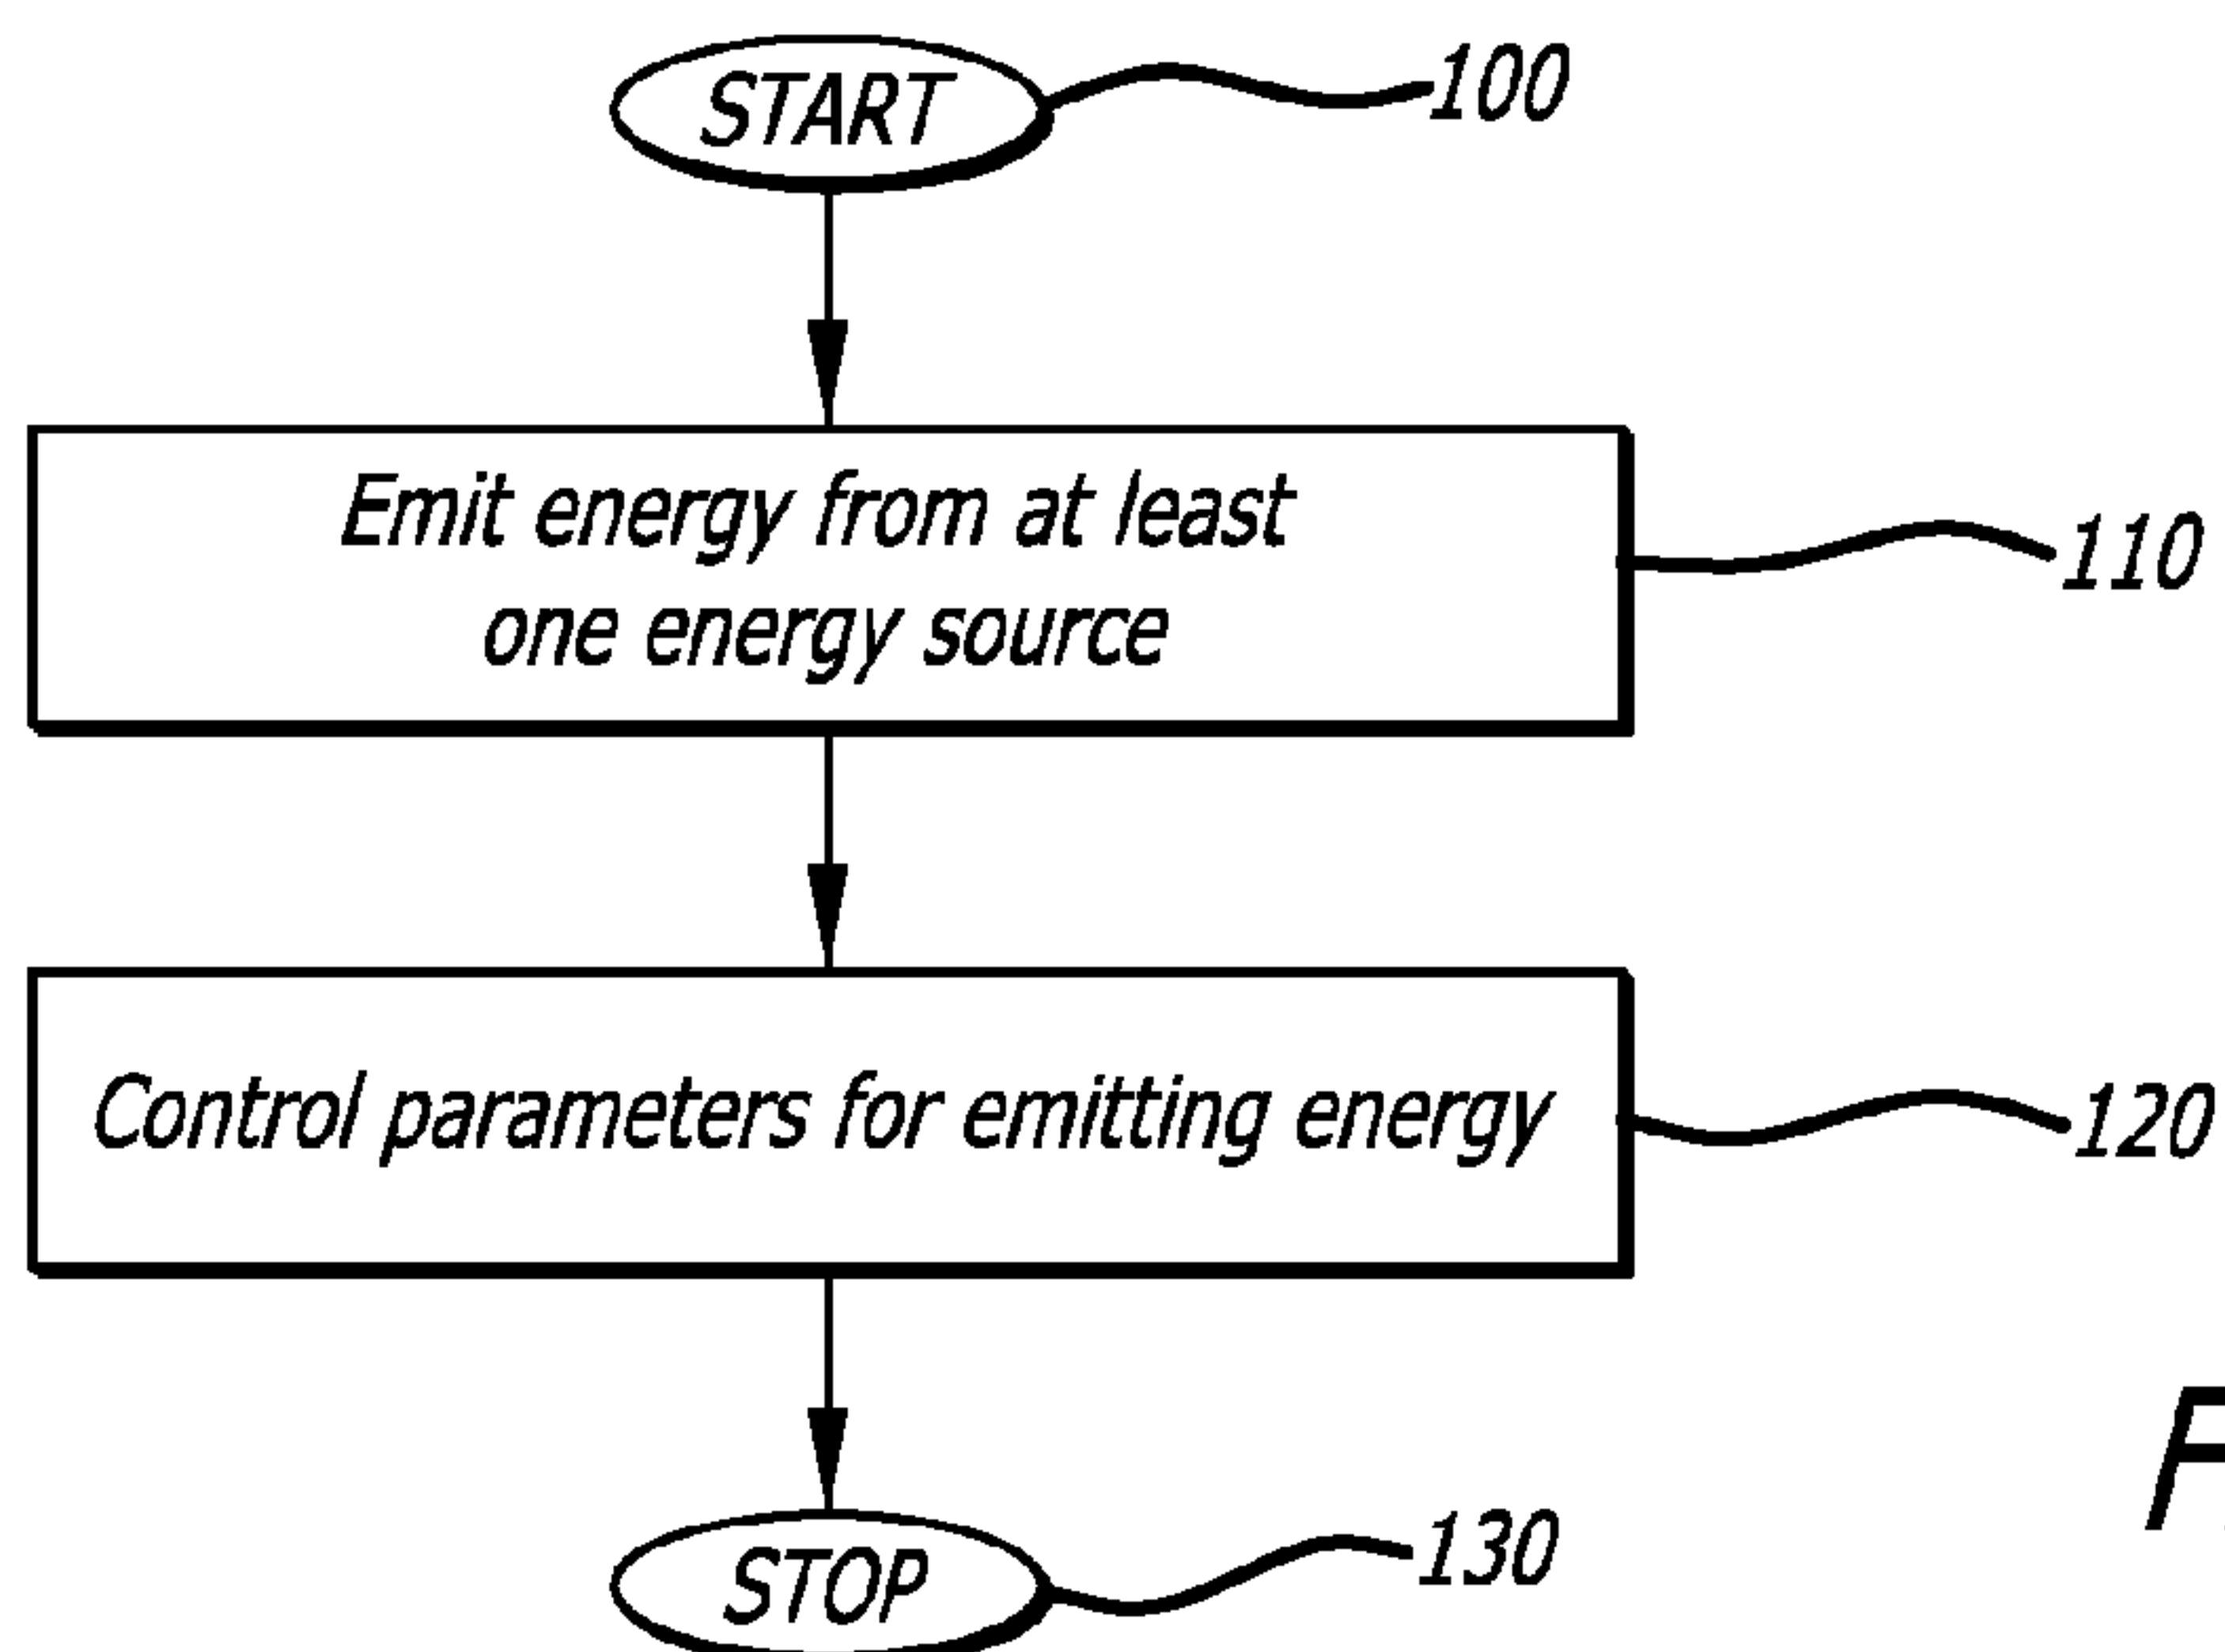 START
100
Emit energy from at least
one energy source
110
Control parameters for emitting energy
120
STOP
130
F